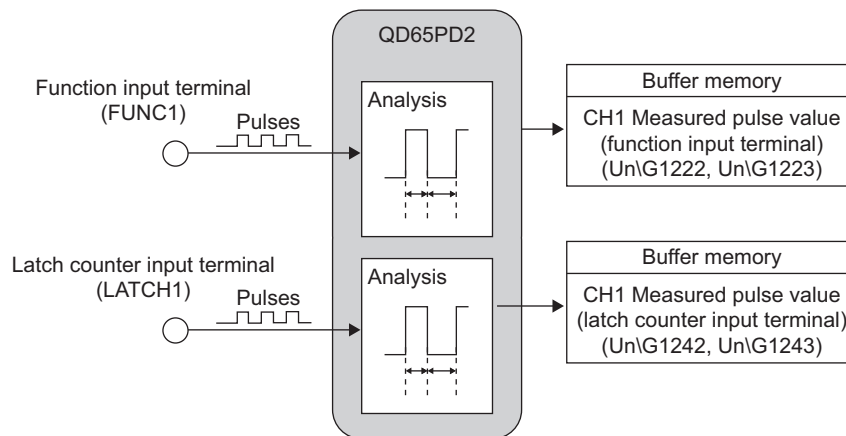 QD65PD2
Function input terminal
(FUNC1)
Pulses
Analysis
Buffer memory
CH1 Measured pulse value
(function input terminal)
(Un\G1222, Un\G1223)
Latch counter input terminal
(LATCH1)
Pulses
Analysis
Buffer memory
CH1 Measured pulse value
(latch counter input terminal)
(Un\G1242, Un\G1243)